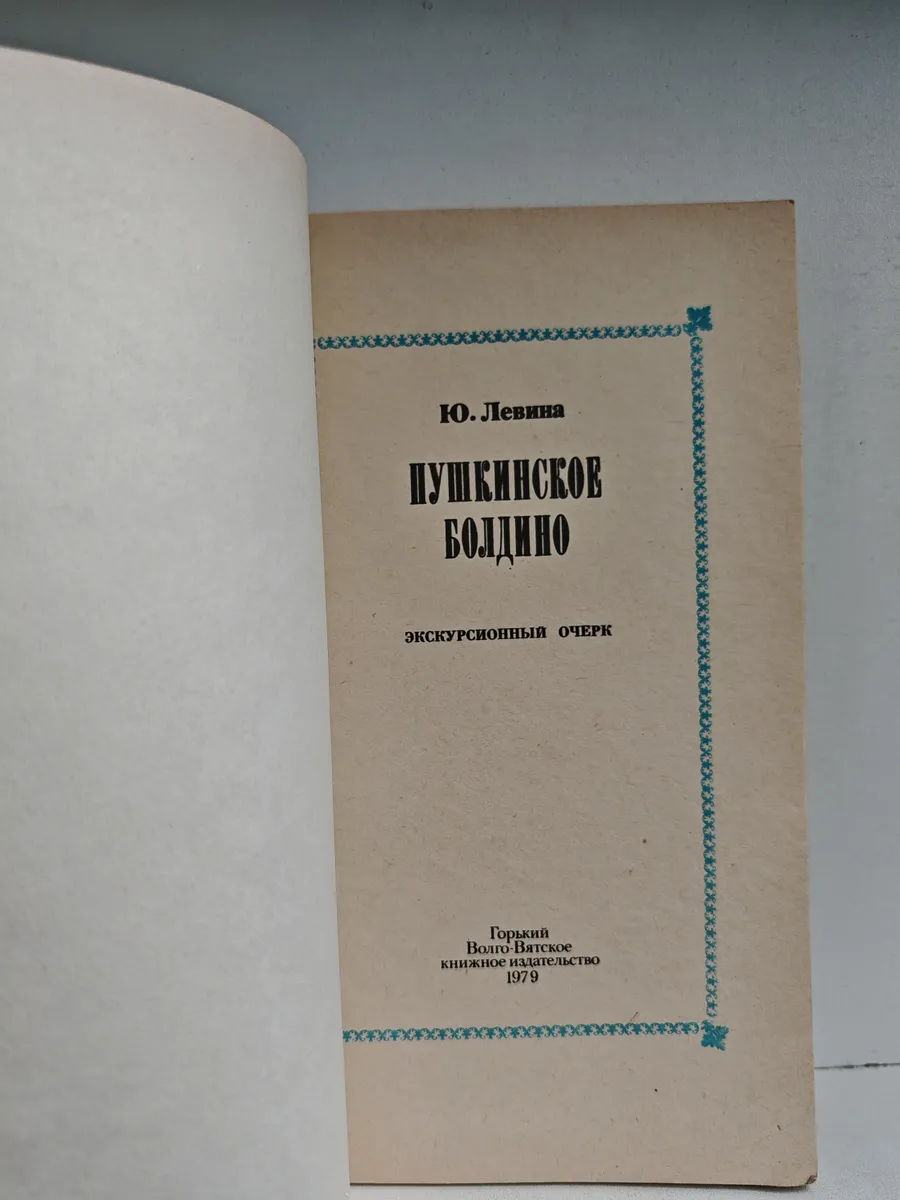 Ю. Левина
ПУШКИНСКОЕ
БОЛДИНО
ЭКСКУРСИОННЫЙ ОЧЕРК
Горький
Волго-Вятское
книжное издательство
1979